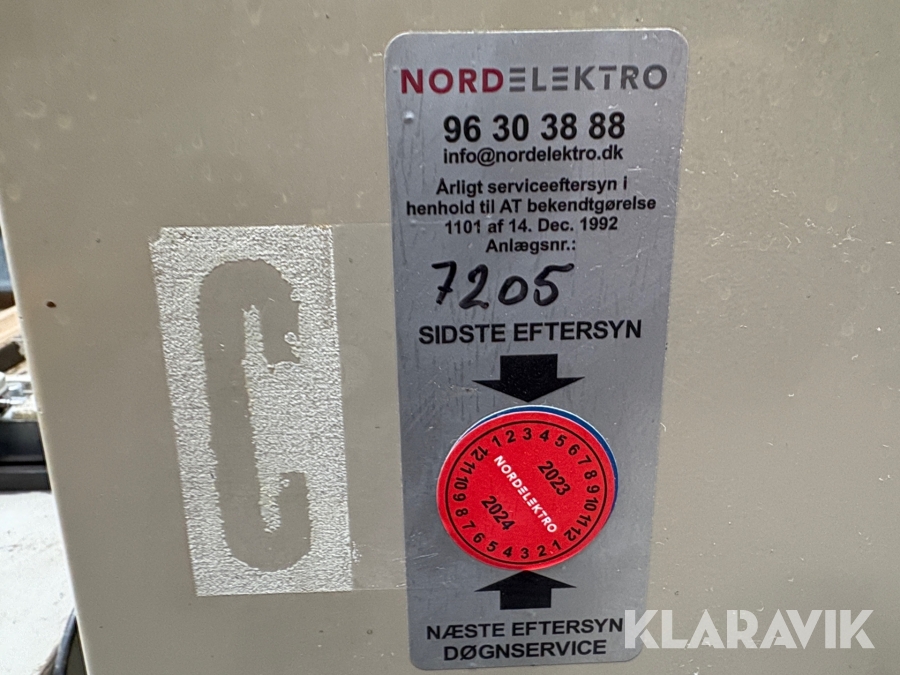 NORDELEKTRO
96 30 38 88
info@nordelektro.dk
Årligt serviceeftersyn i
henhold til AT bekendtgørelse
1101 af 14. Dec. 1992
Anlægsnr.:
7205
SIDSTE EFTERSYN
1 2 3 4 5 6 7 8 9 10 11 12
2023
NORDELEKTRO
2024
1 2 3 4 5 6 7 8 9 10 11 12
NÆSTE EFTERSYN
DØGNSERVICE
C
KLARAVIK